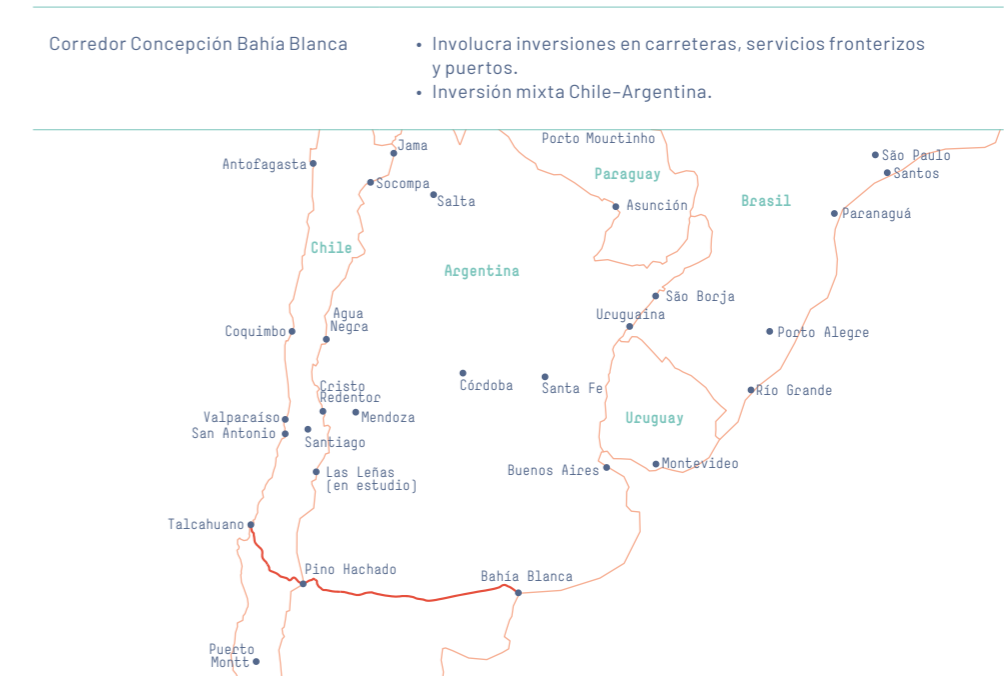 Corredor Concepción Bahía Blanca
• Involucra inversiones en carreteras, servicios fronterizos
y puertos.
• Inversión mixta Chile–Argentina.
Porto Mourtinho
Jama
São Paulo
Antofagasta
Santos
Paraguay
Socompa
Salta
Brasil
Asunción
Paranaguá
Chile
Argentina
São Borja
Agua
Negra
Uruguaina
Coquimbo
Porto Alegre
Cristo
Redentor
Córdoba
Santa Fe
Río Grande
Valparaiso
Mendoza
Uruguay
San Antonio
Santiago
Montevideo
Buenos Aires
Las Leñas
(en estudio)
Talcahuano
Pino Hachado
Bahía Blanca
Puerto
Montt